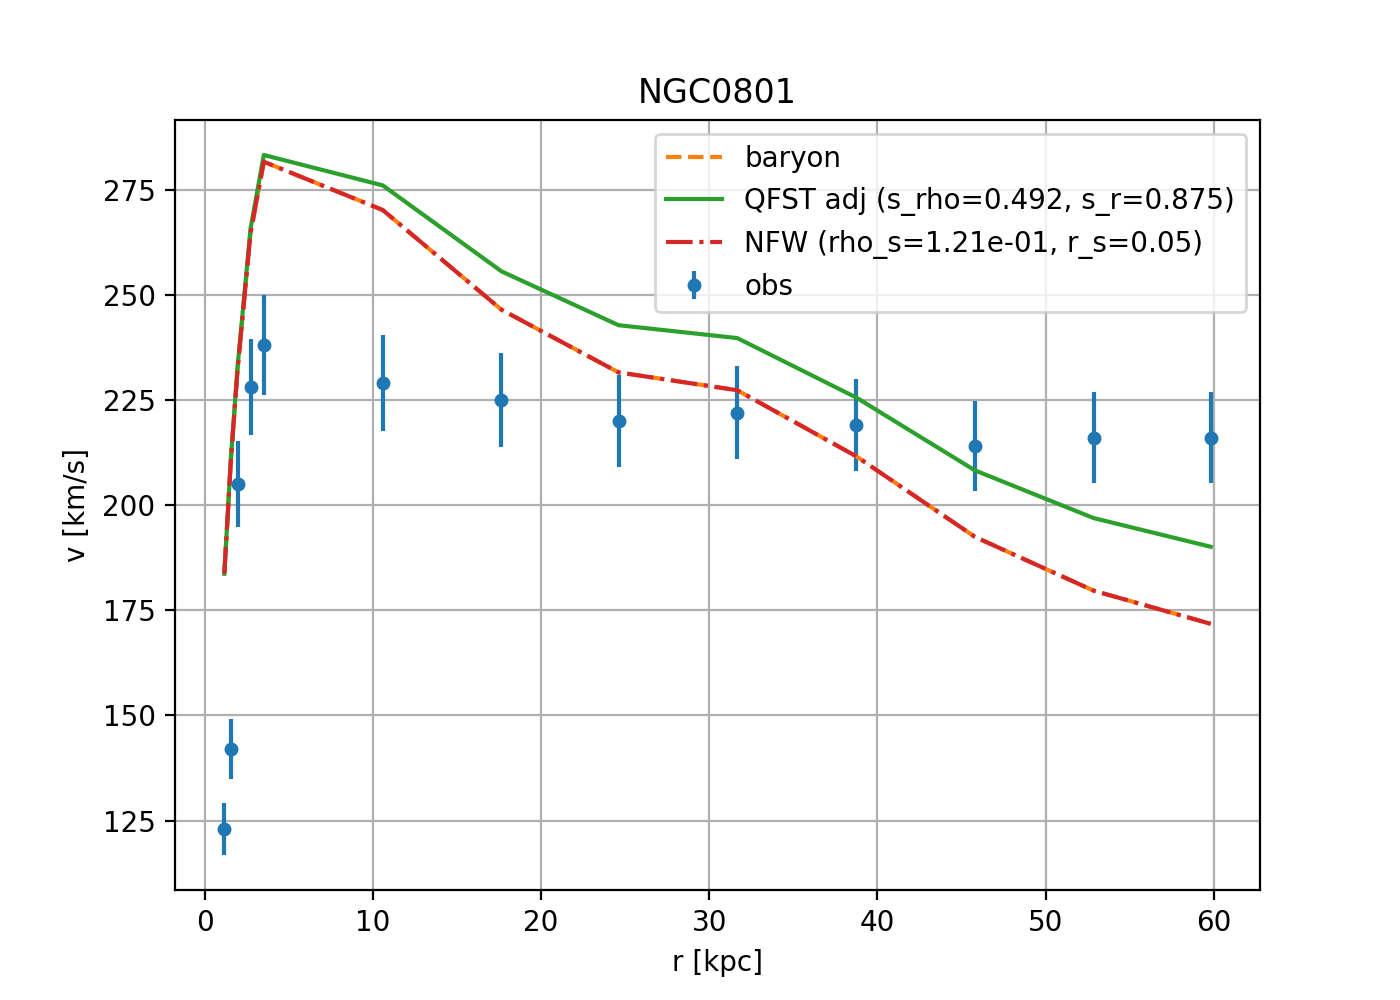 NGC0801
baryon
QFST adj (s_rho=0.492, s_r=0.875)
NFW (rho_s=1.21e-01, r_s=0.05)
obs
275
250
225
200
175
150
125
v [km/s]
0 10 20 30 40 50 60
r [kpc]